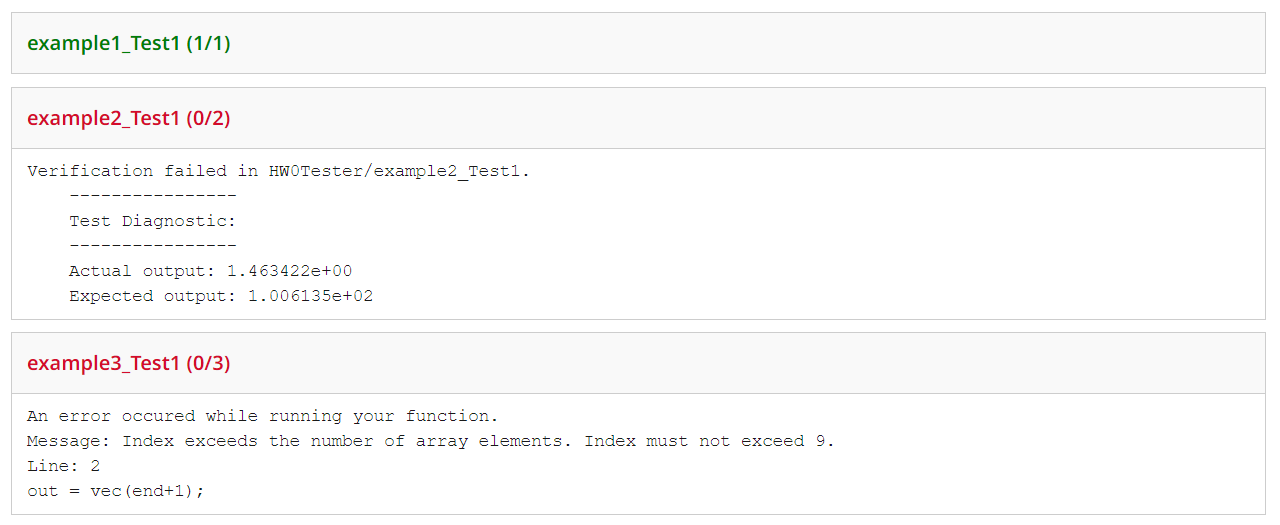 example1_Test1 (1/1)
example2_Test1 (0/2)
Verification failed in HW0Tester/example2_Test1.
----------------
Test Diagnostic:
----------------
Actual output: 1.463422e+00
Expected output: 1.006135e+02
example3_Test1 (0/3)
An error occured while running your function.
Message: Index exceeds the number of array elements. Index must not exceed 9.
Line: 2
out = vec(end+1);